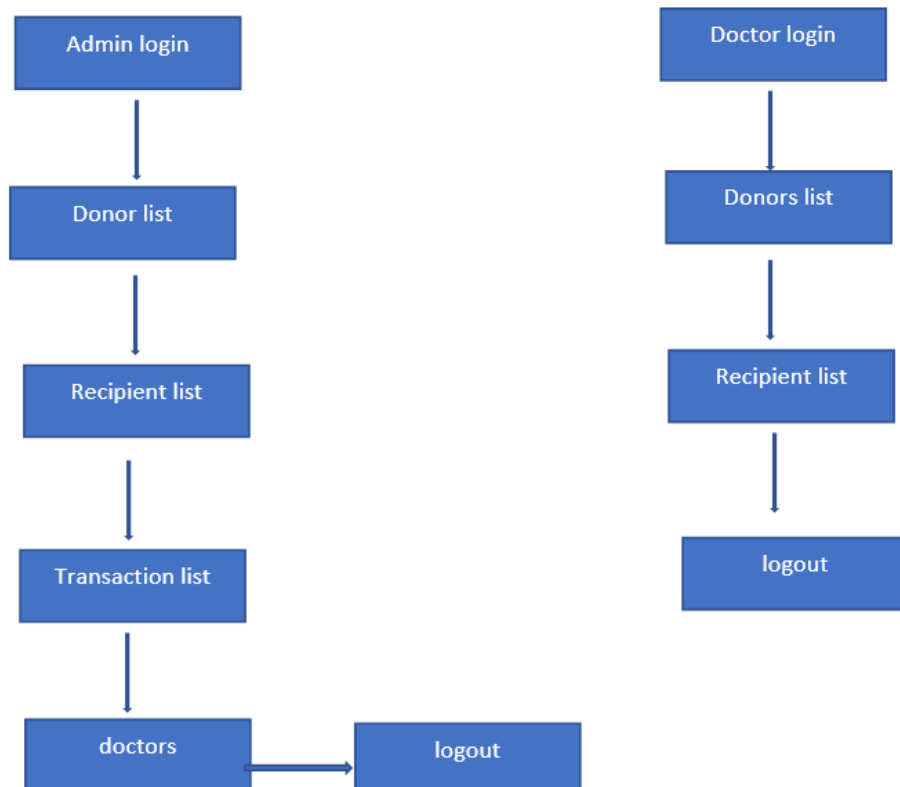 Admin login
Donor list
Recipient list
Transaction list
doctors
logout
Doctor login
Donors list
Recipient list
logout